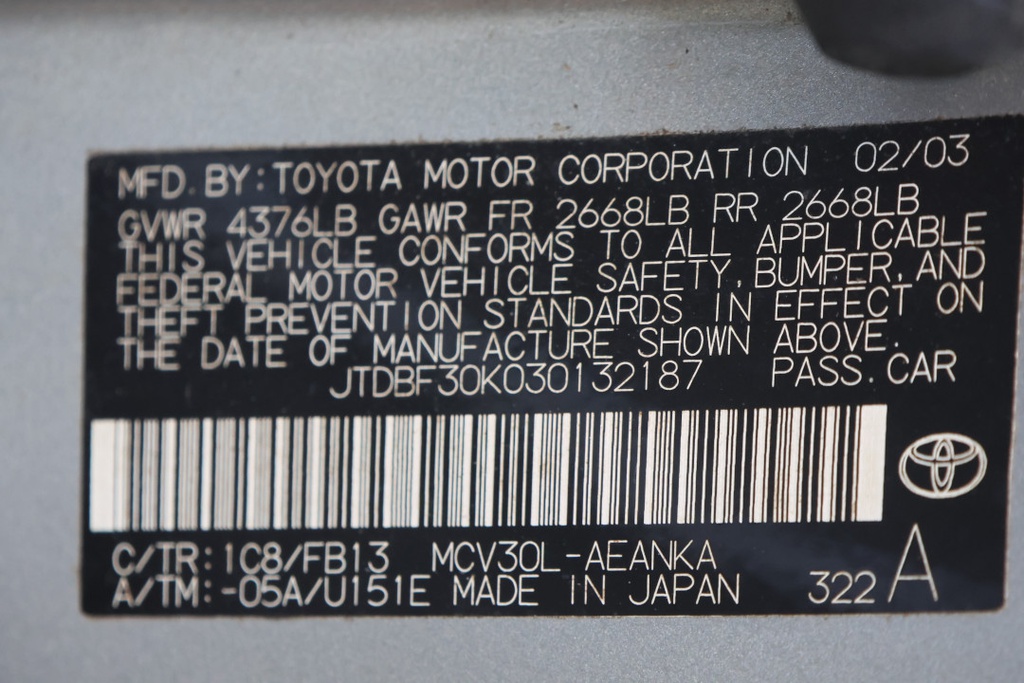 MFD. BY: TOYOTA MOTOR CORPORATION 02/03
GVWR 4376LB GAWR FR 2668LB RR 2668LB
THIS VEHICLE CONFORMS TO ALL APPLICABLE
FEDERAL MOTOR VEHICLE SAFETY, BUMPER, AND
THEFT PREVENTION STANDARDS IN EFFECT ON
THE DATE OF MANUFACTURE SHOWN ABOVE.
JTDBF30K030132187 PASS. CAR
C/TR: 1C8/FB13 MCV30L-AEANKA
A/TM: -05A/U151E MADE IN JAPAN 322 A